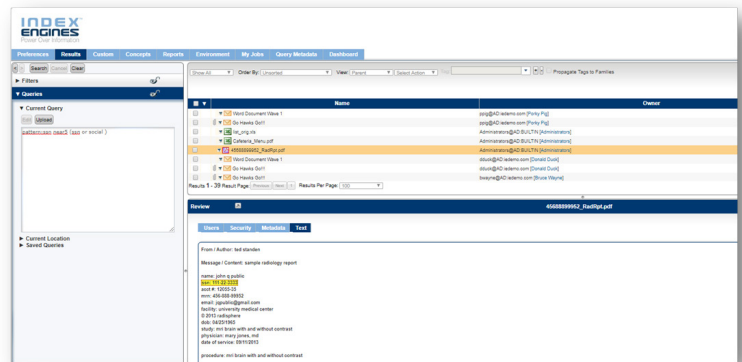 INDEX
ENGINES
Power Over Information
Preferences Results Custom Concepts Reports Environment My Jobs Query Metadata Dashboard
Search Cancel Clear
Show All Order By: Unsorted View: Parent Select Action Propagate Tags to Families
Filters
Queries
Name Owner
Current Query
Word Document Wave 1 ppig@AD.iedemo.com [Porky Pig]
Upload
Go Hawks Go!! ppig@AD.iedemo.com [Porky Pig]
pattern:ssn near5 (ssn or social )
list_orig.xls Administrators@AD.BUILTIN [Administrators]
Cafeteria_Menu.pdf Administrators@AD.BUILTIN [Administrators]
45688899952_RadRpt.pdf Administrators@AD.BUILTIN [Administrators]
Word Document Wave 1 dduck@AD.iedemo.com [Donald Duck]
Go Hawks Go!! dduck@AD.iedemo.com [Donald Duck]
Go Hawks Go!! bwayne@AD.iedemo.com [Bruce Wayne]
Results 1 - 39 Result Page: Previous Next Results Per Page: 100
Review 45688899952_RadRpt.pdf
Users Security Metadata Text
Current Location
Saved Queries
From / Author: ted standen
Message / Content: sample radiology report
name: john q public
ssn: 111-22-3333
acct #: 12055-35
mrn: 456-888-99952
email: jqpublic@gmail.com
facility: university medical center
© 2013 radisphere
dob: 04/25/1965
study: mri brain with and without contrast
physician: mary jones, md
date of service: 09/11/2013
procedure: mri brain with and without contrast